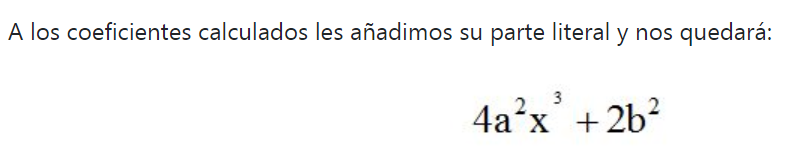 A los coeficientes calculados les añadimos su parte literal y nos quedará:
4a²x³ + 2b²